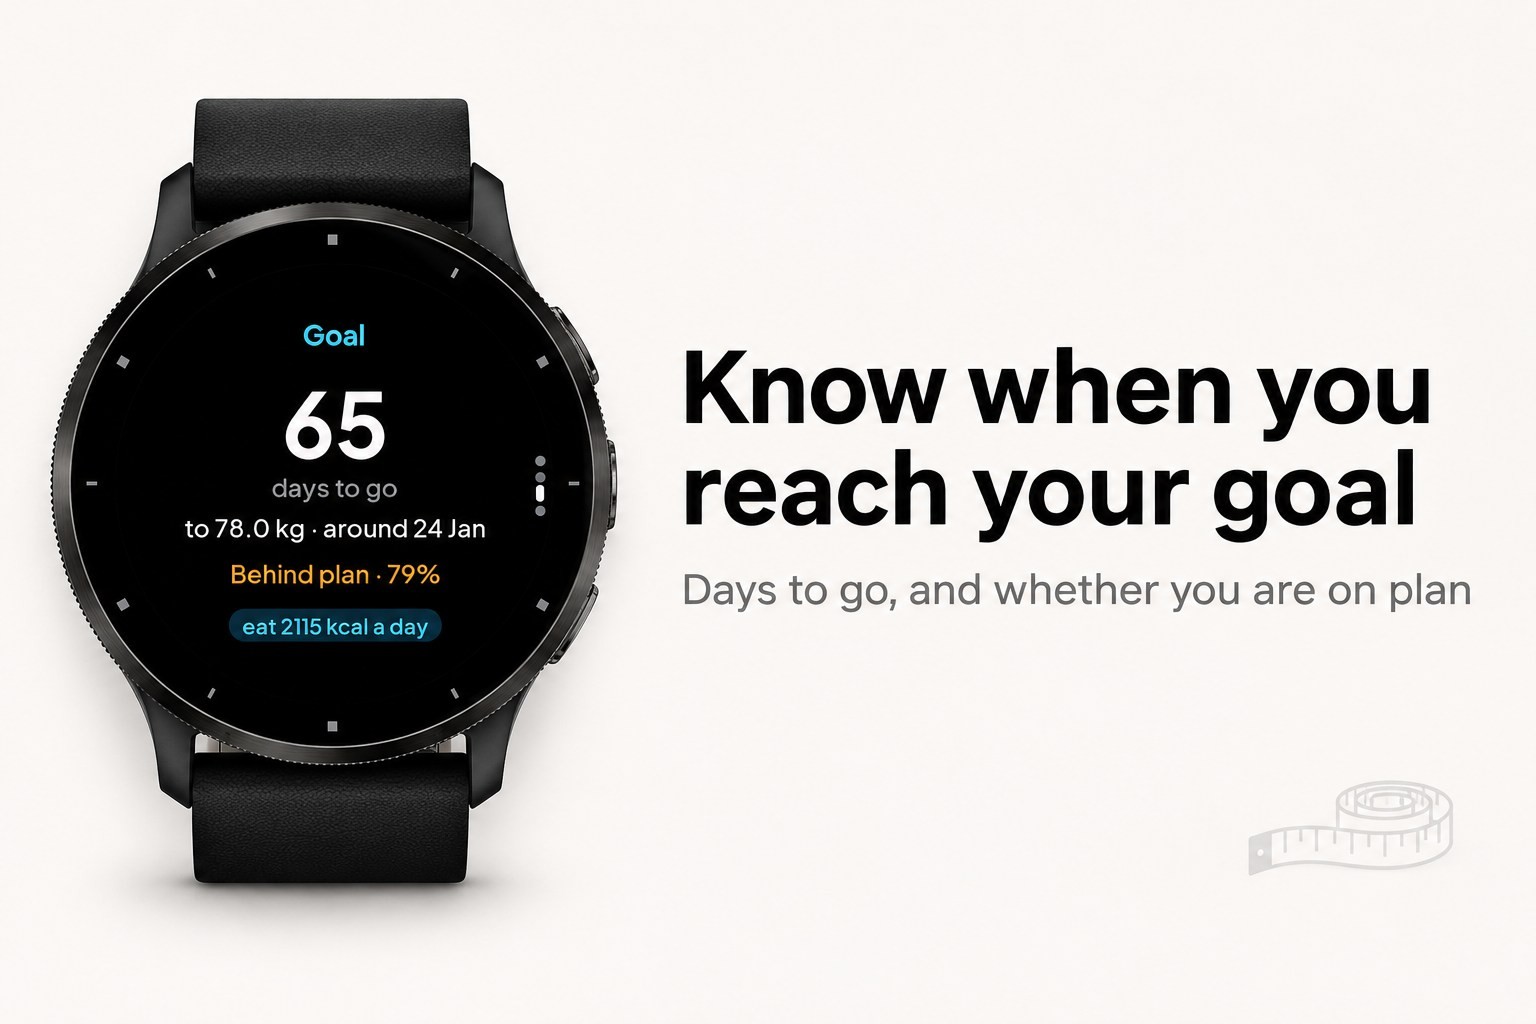 Goal
65
days to go
to 78.0 kg · around 24 Jan
Behind plan · 79%
eat 2115 kcal a day
Know when you
reach your goal
Days to go, and whether you are on plan